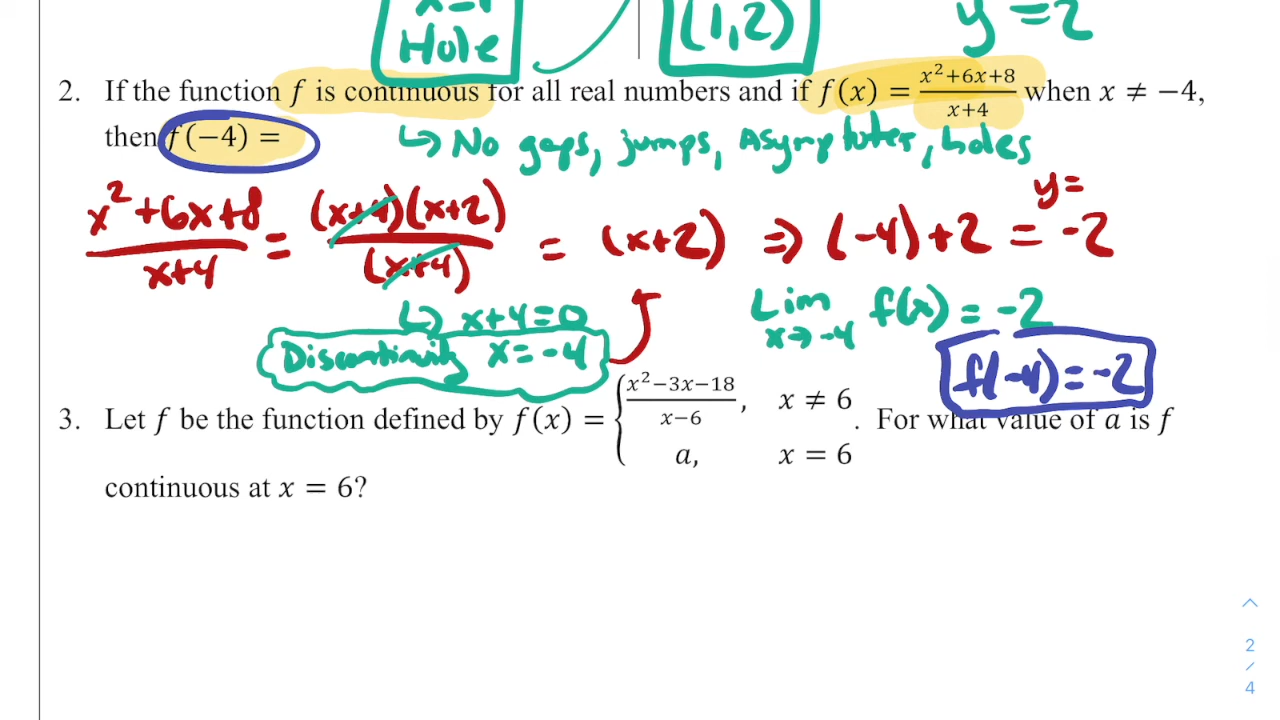 x=1
Hole
(1,2)
y=2
2. If the function f is continuous for all real numbers and if f(x) = x²+6x+8 / x+4 when x ≠ −4,
then f(−4) =
↳ No gaps, jumps, Asymptotes, holes
x²+6x+8 / x+4 = (x+4)(x+2) / (x+4) = (x+2) ⇒ (-4)+2 = y= -2
↳ x+4=0
Discontinuity x=-4
Lim x→-4 f(x) = -2
f(-4)=-2
3. Let f be the function defined by f(x) = { x²−3x−18 / x−6, x ≠ 6
a, x = 6 . For what value of a is f
continuous at x = 6?
2
/
4